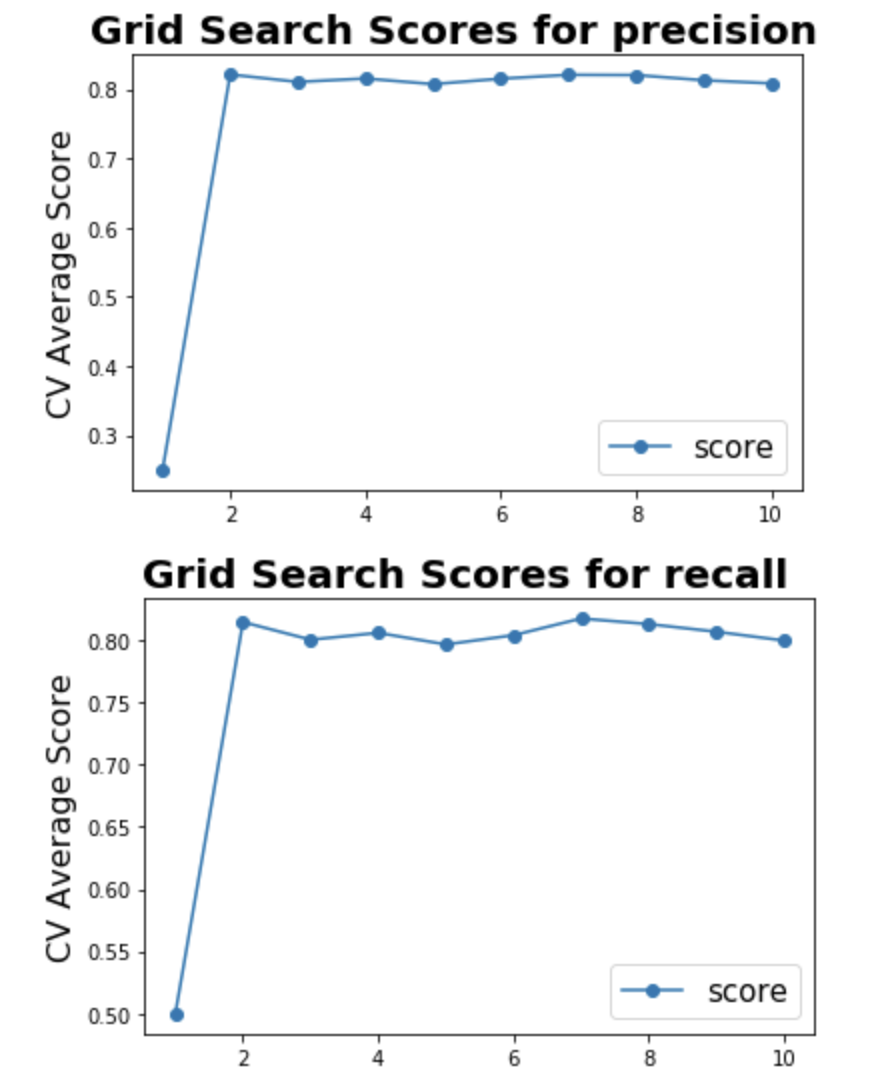 Grid Search Scores for precision
CV Average Score
0.8
0.7
0.6
0.5
0.4
0.3
score
2 4 6 8 10
Grid Search Scores for recall
CV Average Score
0.80
0.75
0.70
0.65
0.60
0.55
0.50
score
2 4 6 8 10